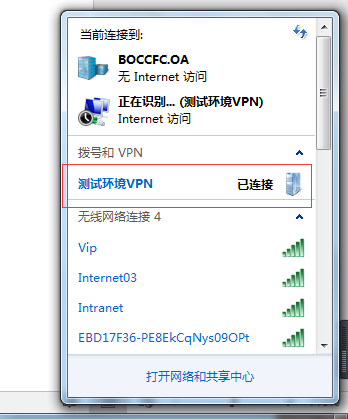 当前连接到:
BOCCFC.OA
无 Internet 访问
正在识别... (测试环境VPN)
Internet 访问
拨号和 VPN
测试环境VPN 已连接
无线网络连接 4
Vip
Internet03
Intranet
EBD17F36-PE8EkCqNys09OPt
打开网络和共享中心